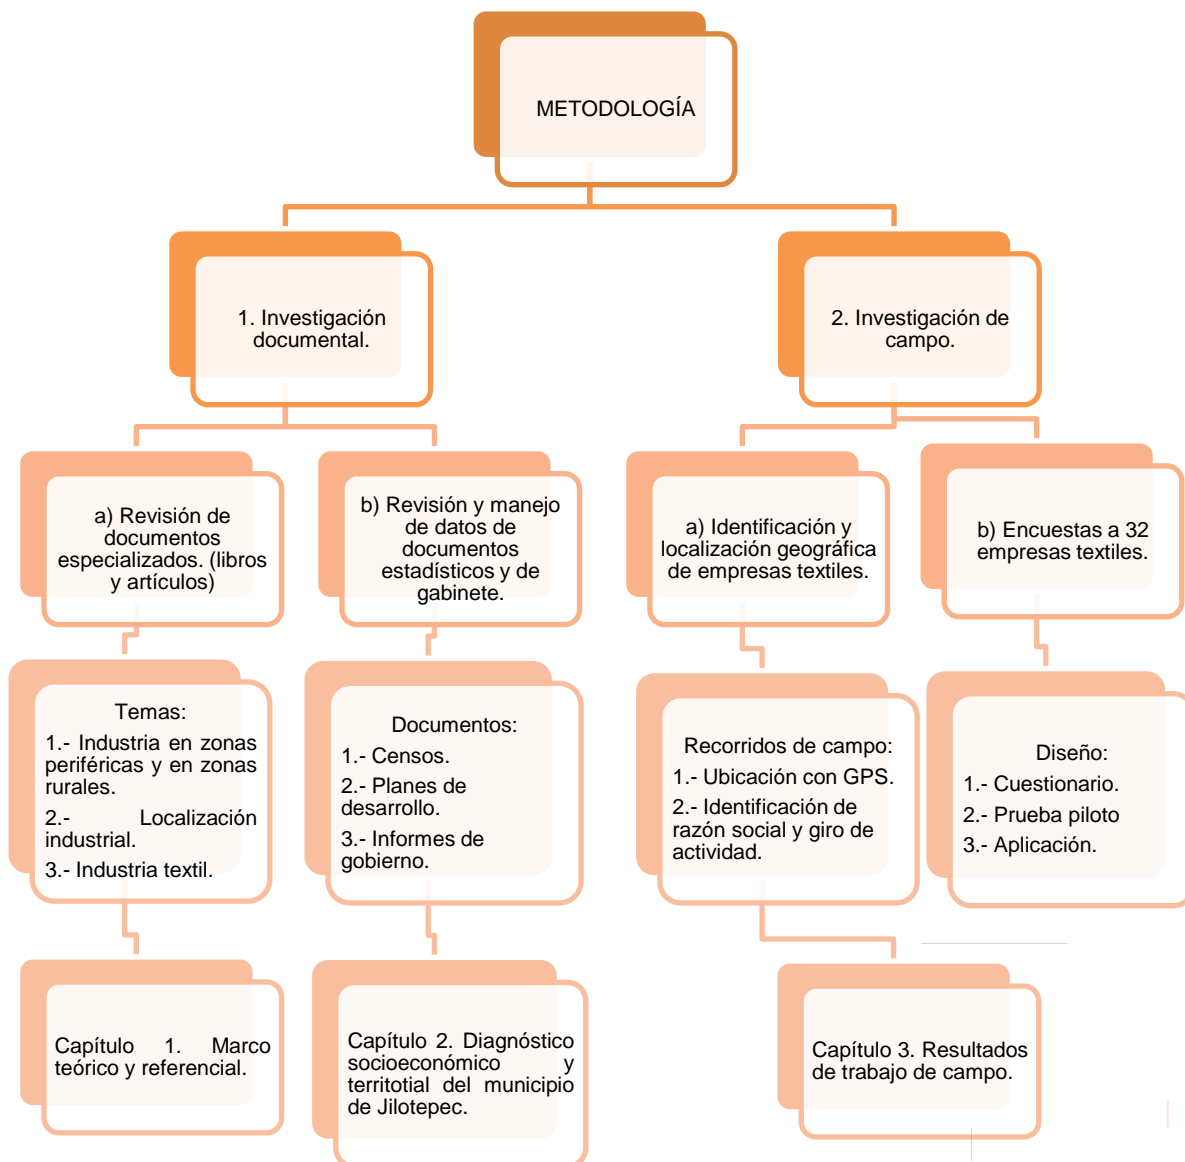 METODOLOGÍA
1. Investigación
documental.
2. Investigación de
campo.
a) Revisión de
documentos
especializados. (libros
y artículos)
b) Revisión y manejo
de datos de
documentos
estadísticos y de
gabinete.
a) Identificación y
localización geográfica
de empresas textiles.
b) Encuestas a 32
empresas textiles.
Temas:
1.- Industria en zonas
periféricas y en zonas
rurales.
2.- Localización
industrial.
3.- Industria textil.
Documentos:
1.- Censos.
2.- Planes de
desarrollo.
3.- Informes de
gobierno.
Recorridos de campo:
1.- Ubicación con GPS.
2.- Identificación de
razón social y giro de
actividad.
Diseño:
1.- Cuestionario.
2.- Prueba piloto
3.- Aplicación.
Capítulo 1. Marco
teórico y referencial.
Capítulo 2. Diagnóstico
socioeconómico y
territotial del municipio
de Jilotepec.
Capítulo 3. Resultados
de trabajo de campo.